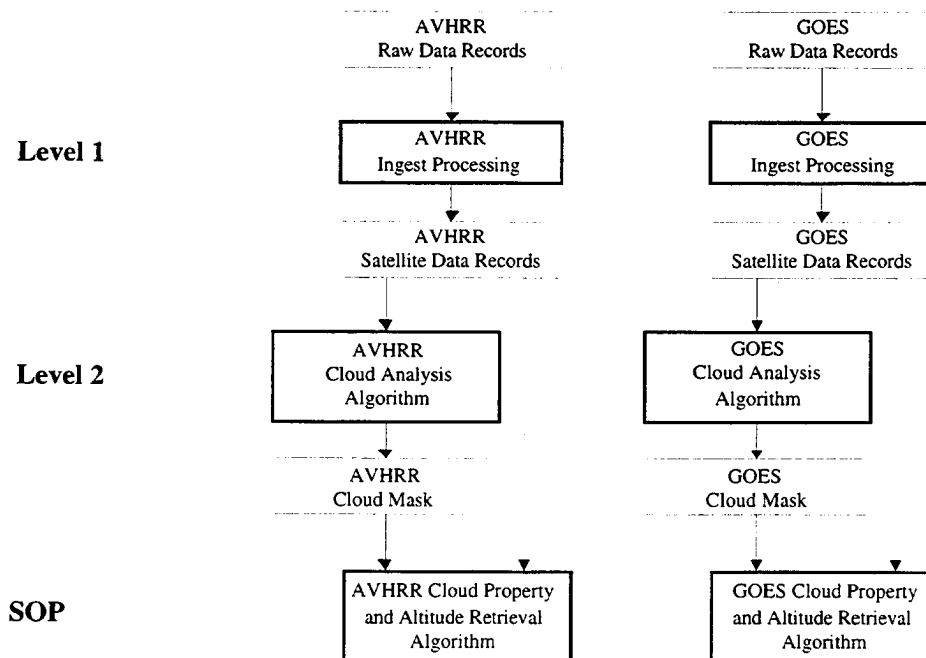 AVHRR
Raw Data Records
GOES
Raw Data Records
Level 1
AVHRR
Ingest Processing
GOES
Ingest Processing
AVHRR
Satellite Data Records
GOES
Satellite Data Records
Level 2
AVHRR
Cloud Analysis
Algorithm
GOES
Cloud Analysis
Algorithm
AVHRR
Cloud Mask
GOES
Cloud Mask
SOP
AVHRR Cloud Property
and Altitude Retrieval
Algorithm
GOES Cloud Property
and Altitude Retrieval
Algorithm